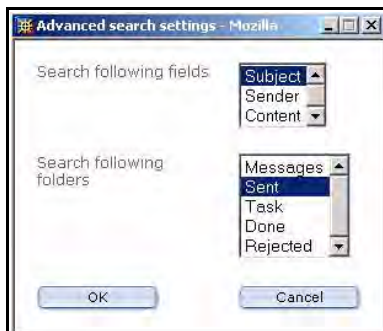 Advanced search settings - Mozilla
Search following fields
Subject
Sender
Content
Search following
folders
Messages
Sent
Task
Done
Rejected
OK
Cancel